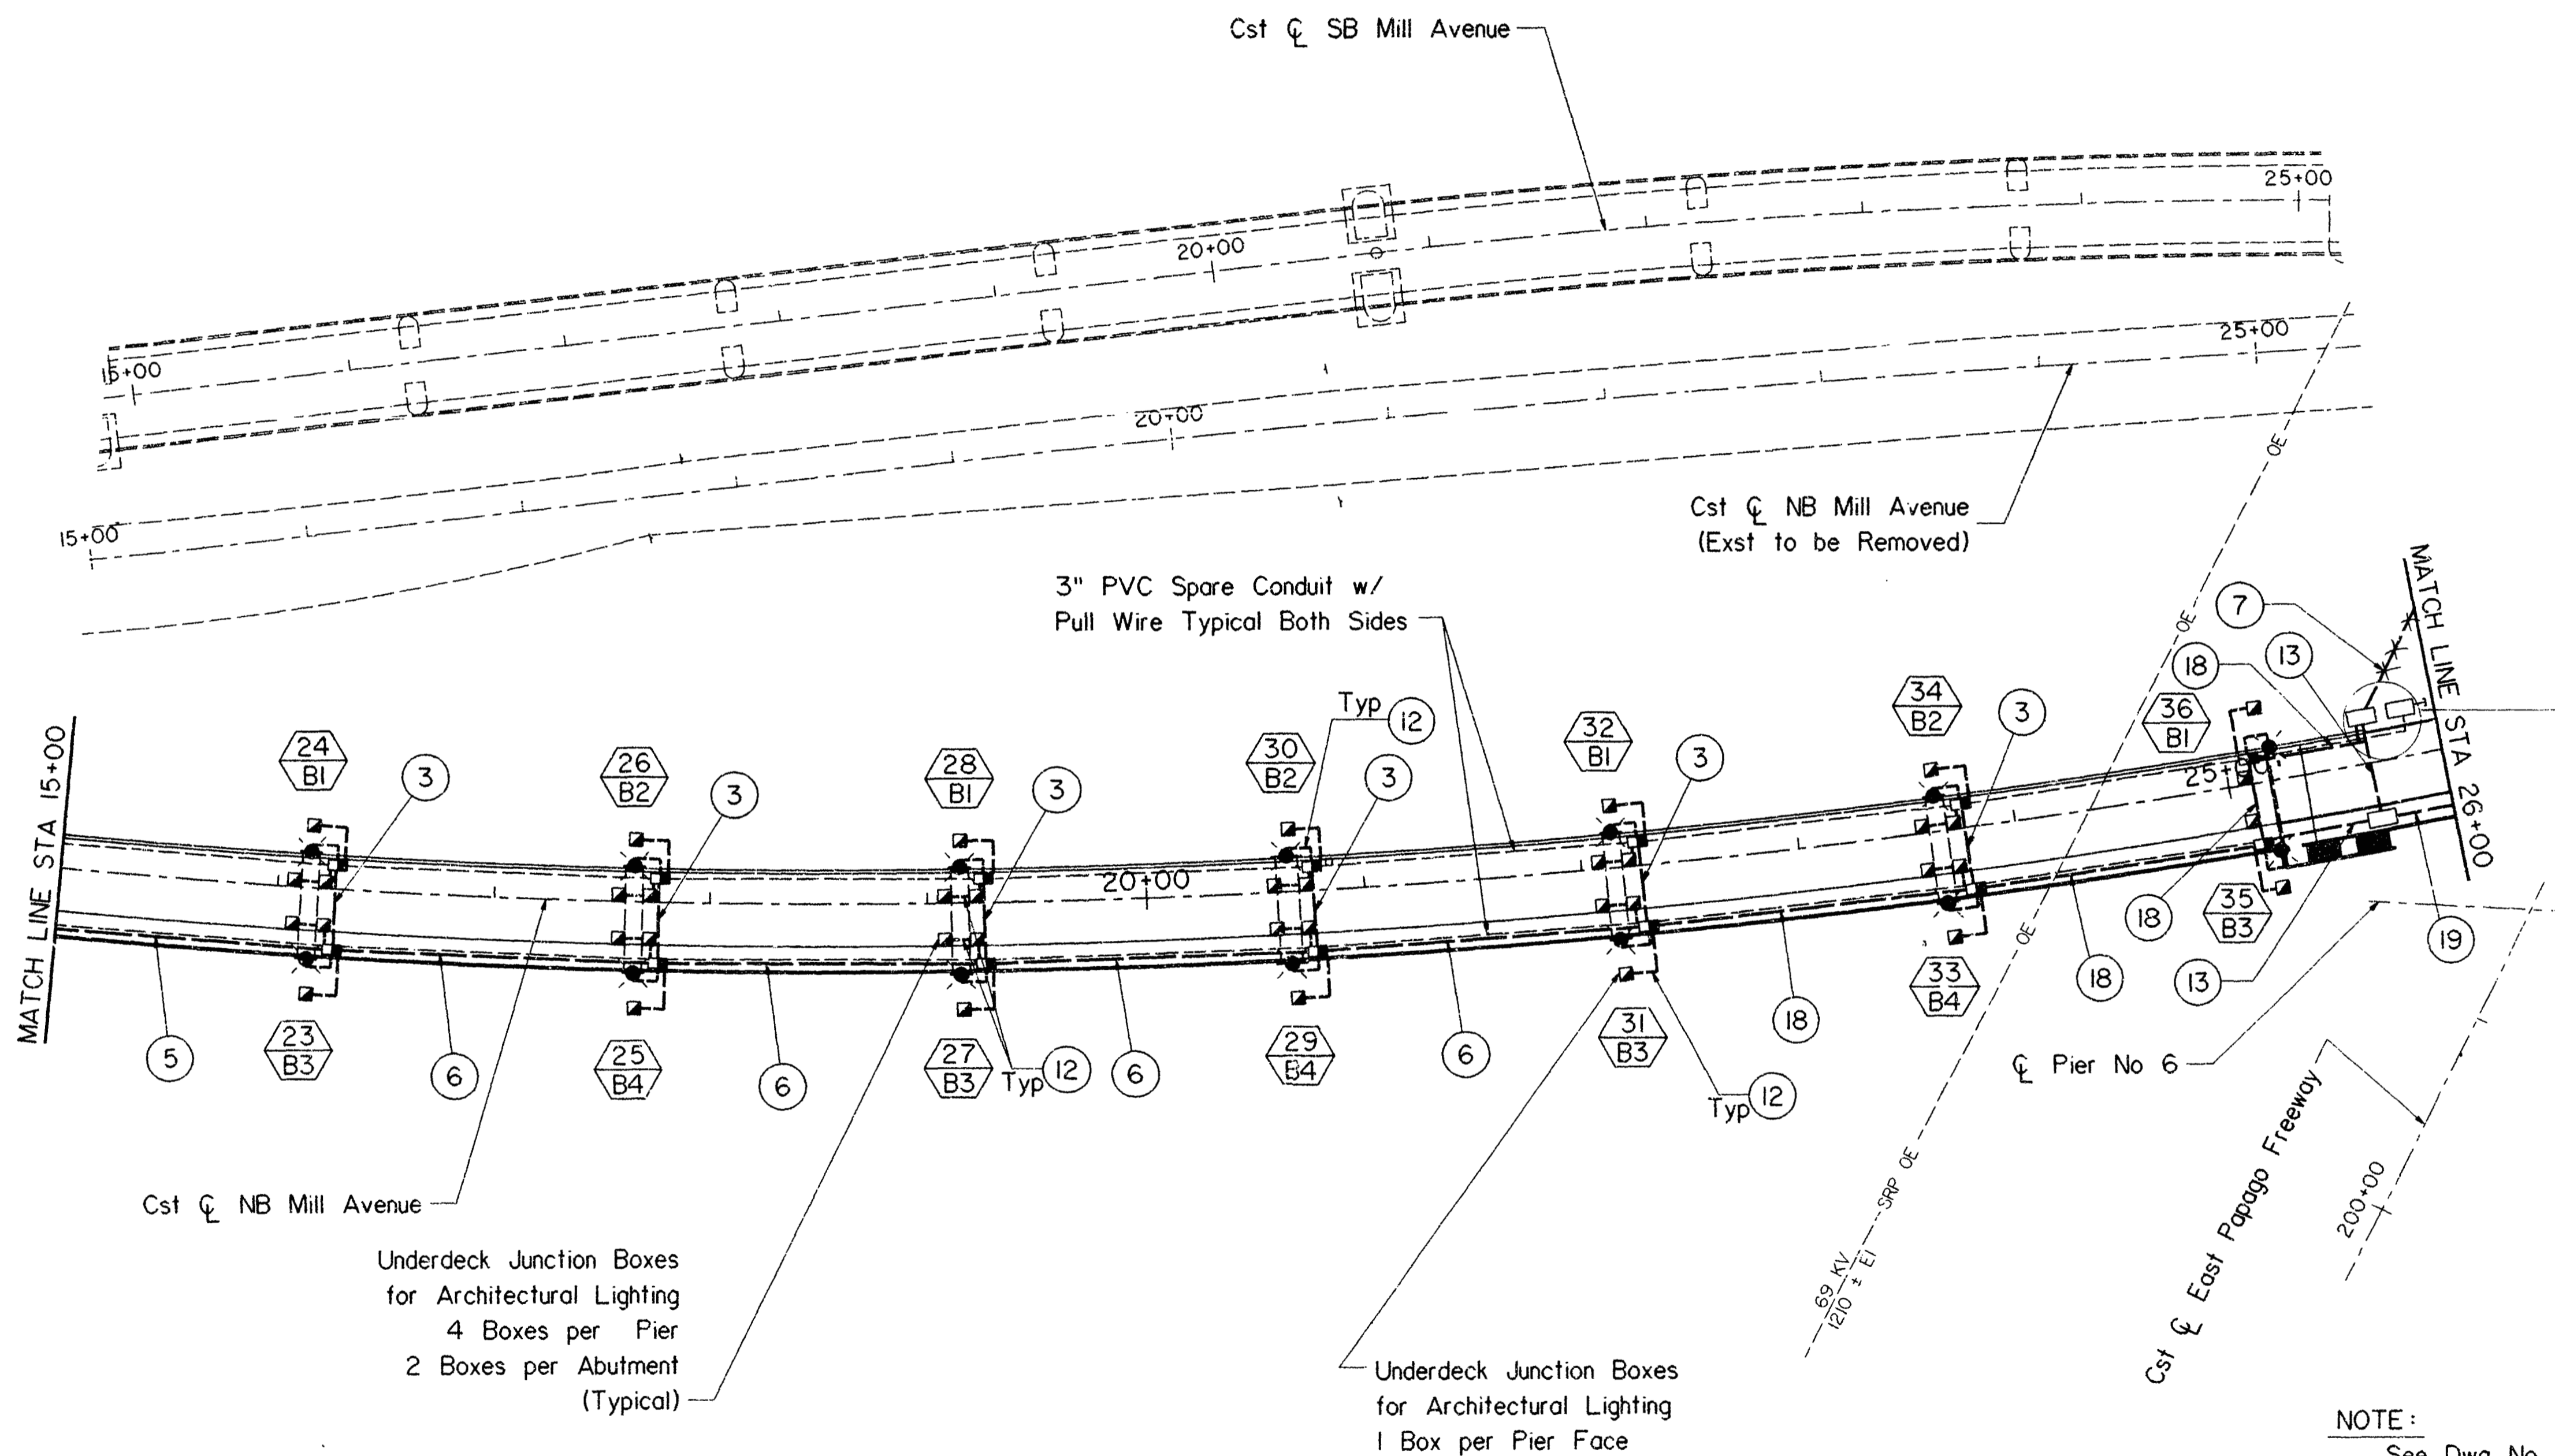 Cst ℄ SB Mill Avenue
25+00
20+00
15+00
25+00
20+00
15+00
OE
Cst ℄ NB Mill Avenue
(Exst to be Removed)
3" PVC Spare Conduit w/
Pull Wire Typical Both Sides
OE
MATCH LINE STA 26+00
7
13
18
MATCH LINE STA 15+00
24
B1
3
26
B2
3
28
B1
3
30
B2
Typ 12
3
32
B1
3
34
B2
3
36
B1
25+00
20+00
5
23
B3
6
25
B4
6
27
B3
Typ 12
6
29
B4
6
31
B3
Typ 12
18
33
B4
OE
18
18
35
B3
13
19
℄ Pier No 6
Cst ℄ NB Mill Avenue
Underdeck Junction Boxes
for Architectural Lighting
4 Boxes per Pier
2 Boxes per Abutment
(Typical)
Underdeck Junction Boxes
for Architectural Lighting
1 Box per Pier Face
SRP OE
69 KV
1210 ± El
Cst ℄ East Papago Freeway
200+00
NOTE:
See Dwg No